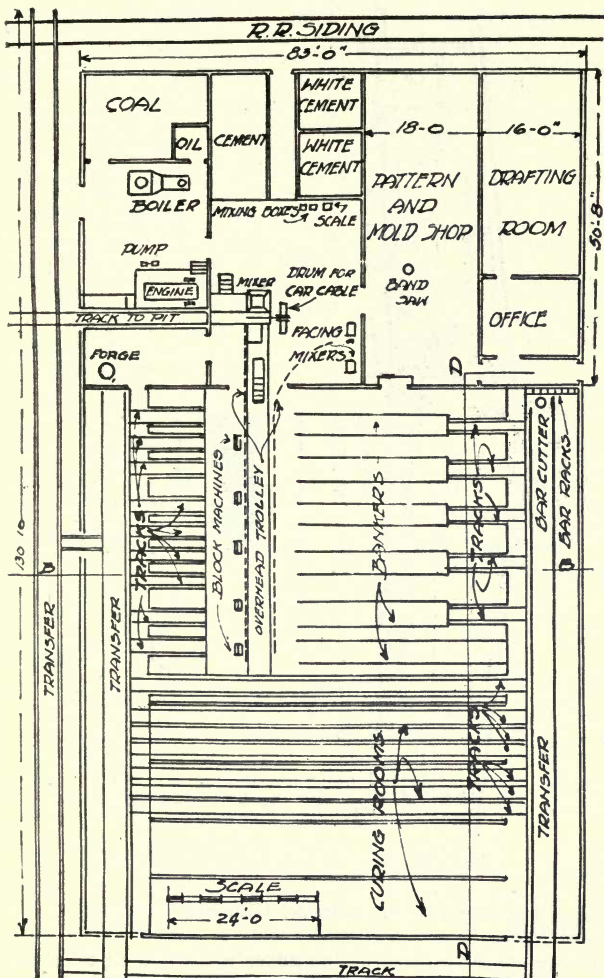 R.R. SIDING
83'-0"
COAL
OIL
CEMENT
WHITE
CEMENT
WHITE
CEMENT
18-0
16-0"
PATTERN
AND
MOLD SHOP
DRAFTING
ROOM
50'-8"
BOILER
MIXING BOXES
SCALE
PUMP
ENGINE
MIXER
DRUM FOR
CAR CABLE
BAND
SAW
OFFICE
TRACK TO PIT
FACING
MIXERS
FORGE
D
TRACKS
BLOCK MACHINES
OVERHEAD TROLLEY
BANKERS
TRACKS
BAR CUTTER
BAR RACKS
130 10
TRANSFER
TRANSFER
CURING ROOMS
TRACKS
TRANSFER
SCALE
24'-0
D
TRACK